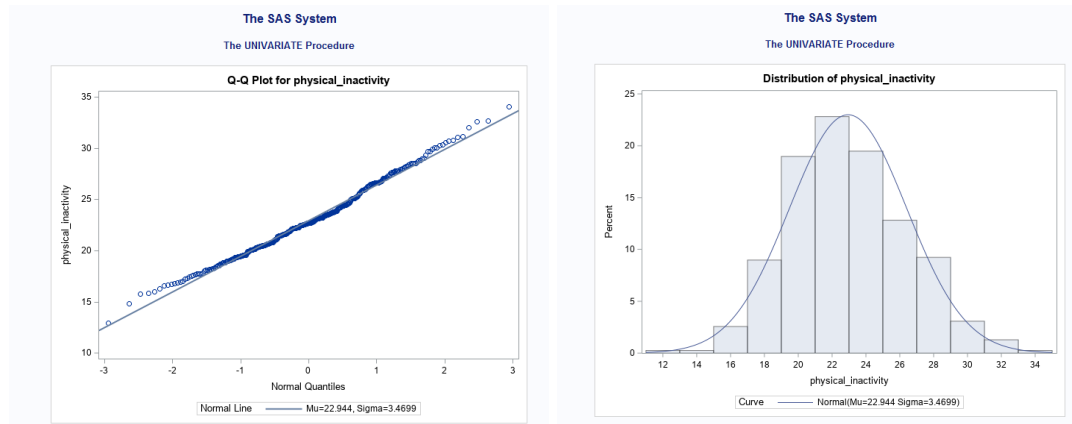 The SAS System
The UNIVARIATE Procedure
Q-Q Plot for physical_inactivity
35
30
25
20
15
10
physical_inactivity
-3 -2 -1 0 1 2 3
Normal Quantiles
Normal Line Mu=22.944, Sigma=3.4699
The SAS System
The UNIVARIATE Procedure
Distribution of physical_inactivity
25
20
15
10
5
0
Percent
12 14 16 18 20 22 24 26 28 30 32 34
physical_inactivity
Curve Normal(Mu=22.944 Sigma=3.4699)